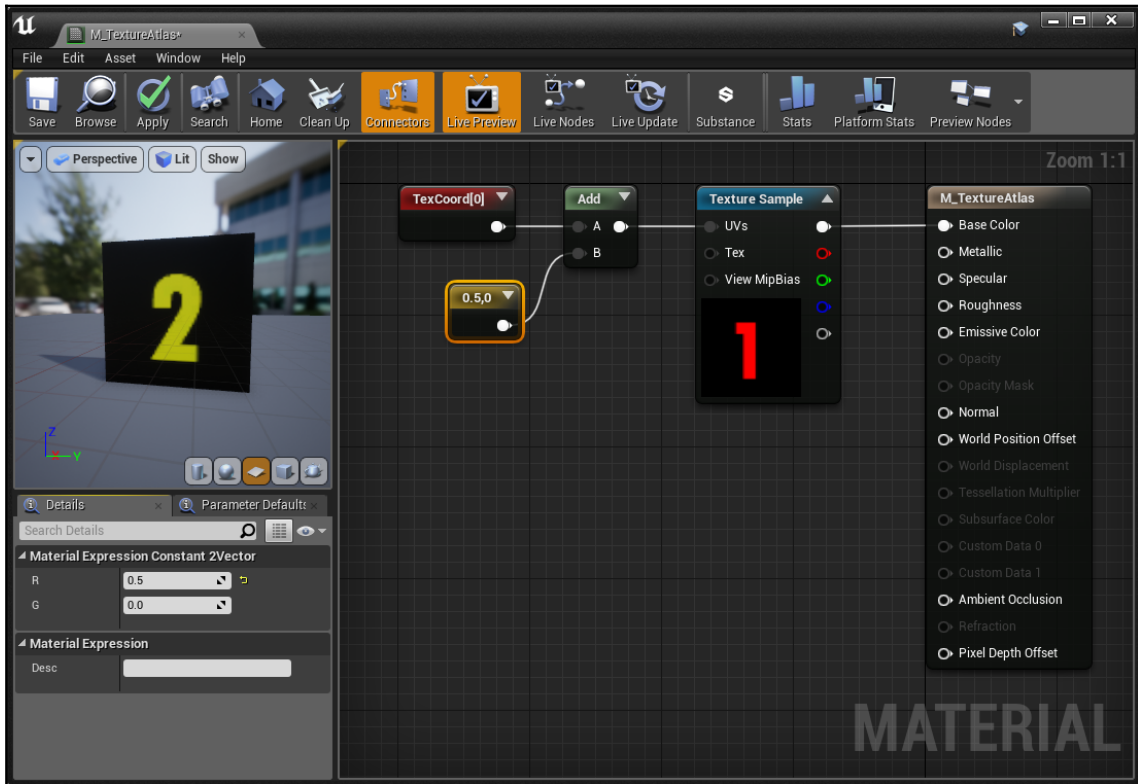 M_TextureAtlas*
File Edit Asset Window Help
Save Browse Apply Search Home Clean Up Connectors Live Preview Live Nodes Live Update Substance Stats Platform Stats Preview Nodes
Perspective Lit Show
2
Z
Y
Details Parameter Defaults
Search Details
Material Expression Constant 2Vector
R 0.5
G 0.0
Material Expression
Desc
Zoom 1:1
TexCoord[0]
0.5,0
Add
A
B
Texture Sample
UVs
Tex
View MipBias
1
M_TextureAtlas
Base Color
Metallic
Specular
Roughness
Emissive Color
Opacity
Opacity Mask
Normal
World Position Offset
World Displacement
Tessellation Multiplier
Subsurface Color
Custom Data 0
Custom Data 1
Ambient Occlusion
Refraction
Pixel Depth Offset
MATERIAL